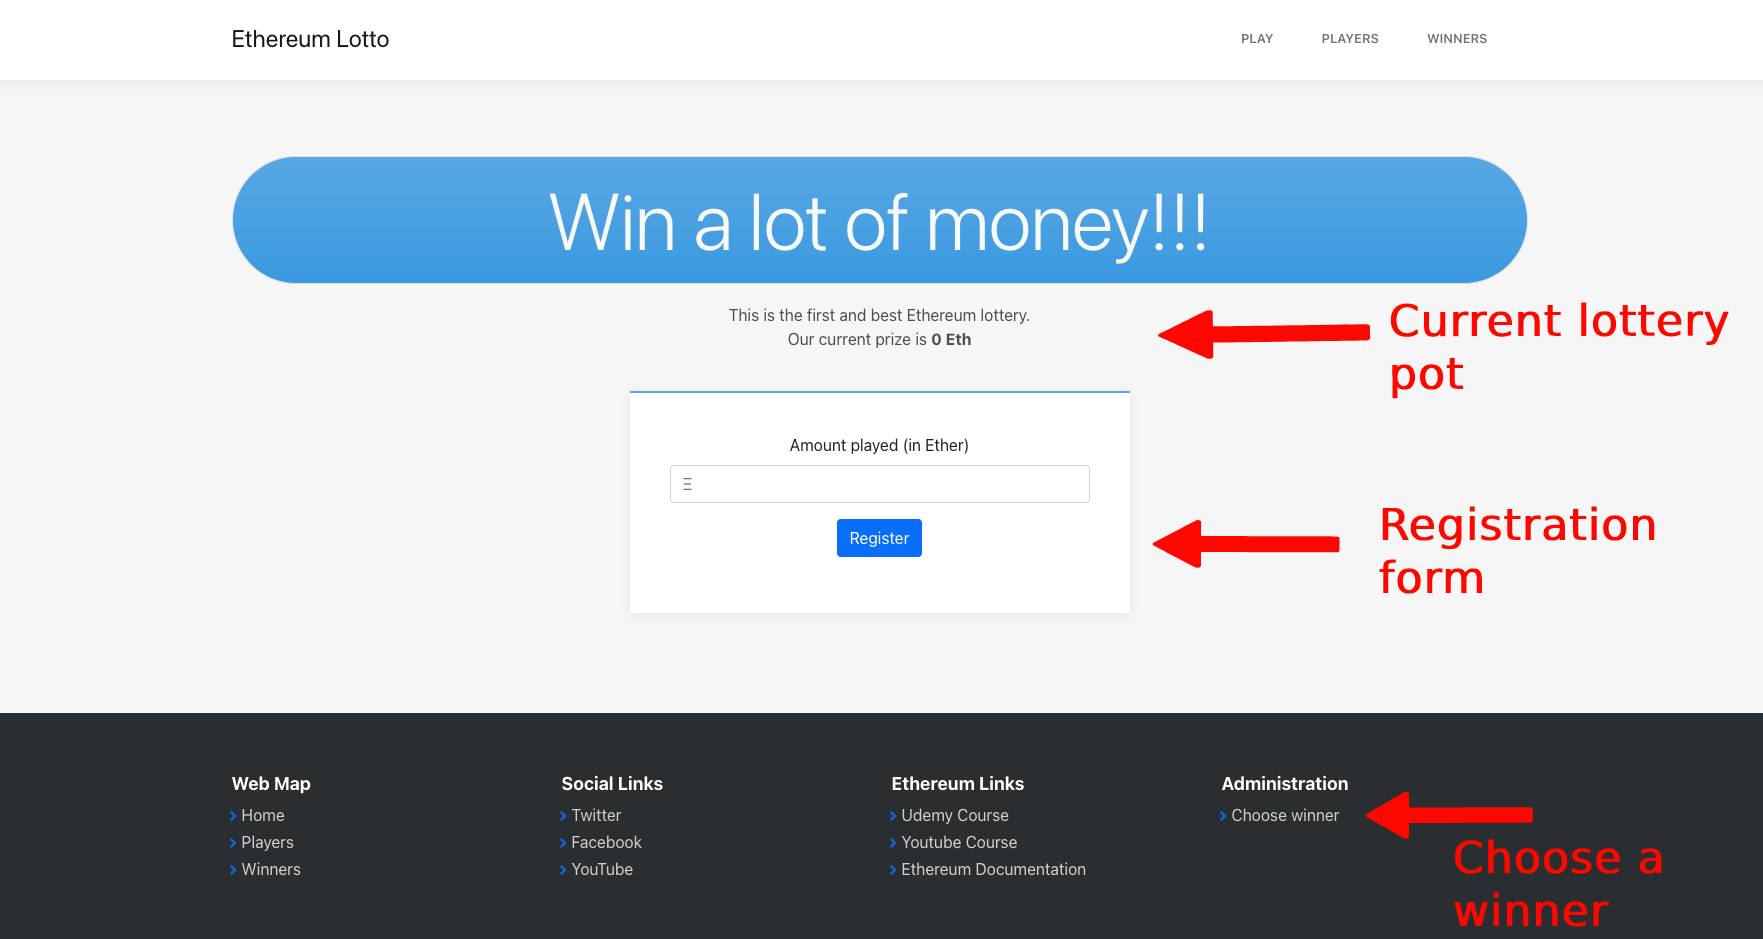 Ethereum Lotto
PLAY
PLAYERS
WINNERS
Win a lot of money!!!
This is the first and best Ethereum lottery.
Our current prize is 0 Eth
Current lottery
pot
Amount played (in Ether)
Ξ
Register
Registration
form
Web Map
Home
Players
Winners
Social Links
Twitter
Facebook
YouTube
Ethereum Links
Udemy Course
Youtube Course
Ethereum Documentation
Administration
Choose winner
Choose a
winner